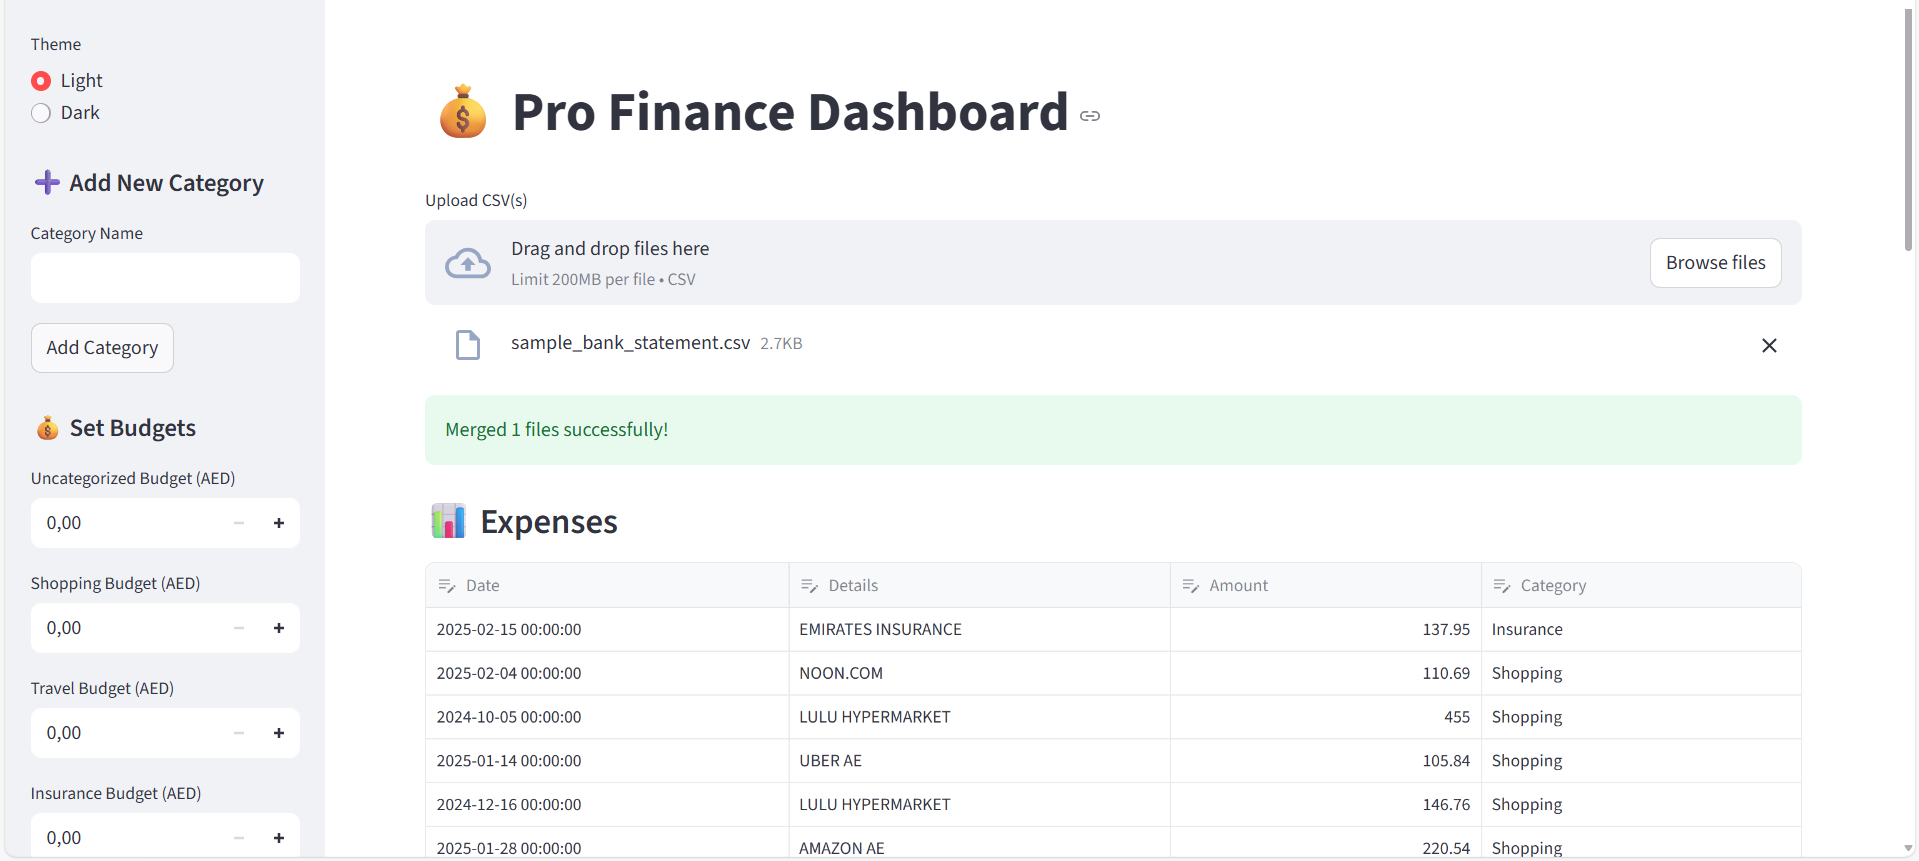 Theme
Light
Dark
Add New Category
Category Name
Add Category
Set Budgets
Uncategorized Budget (AED)
0,00
Shopping Budget (AED)
0,00
Travel Budget (AED)
0,00
Insurance Budget (AED)
0,00
Pro Finance Dashboard
Upload CSV(s)
Drag and drop files here
Limit 200MB per file • CSV
Browse files
sample_bank_statement.csv 2.7KB
Merged 1 files successfully!
Expenses
Date Details Amount Category
2025-02-15 00:00:00 EMIRATES INSURANCE 137.95 Insurance
2025-02-04 00:00:00 NOON.COM 110.69 Shopping
2024-10-05 00:00:00 LULU HYPERMARKET 455 Shopping
2025-01-14 00:00:00 UBER AE 105.84 Shopping
2024-12-16 00:00:00 LULU HYPERMARKET 146.76 Shopping
2025-01-28 00:00:00 AMAZON AE 220.54 Shopping